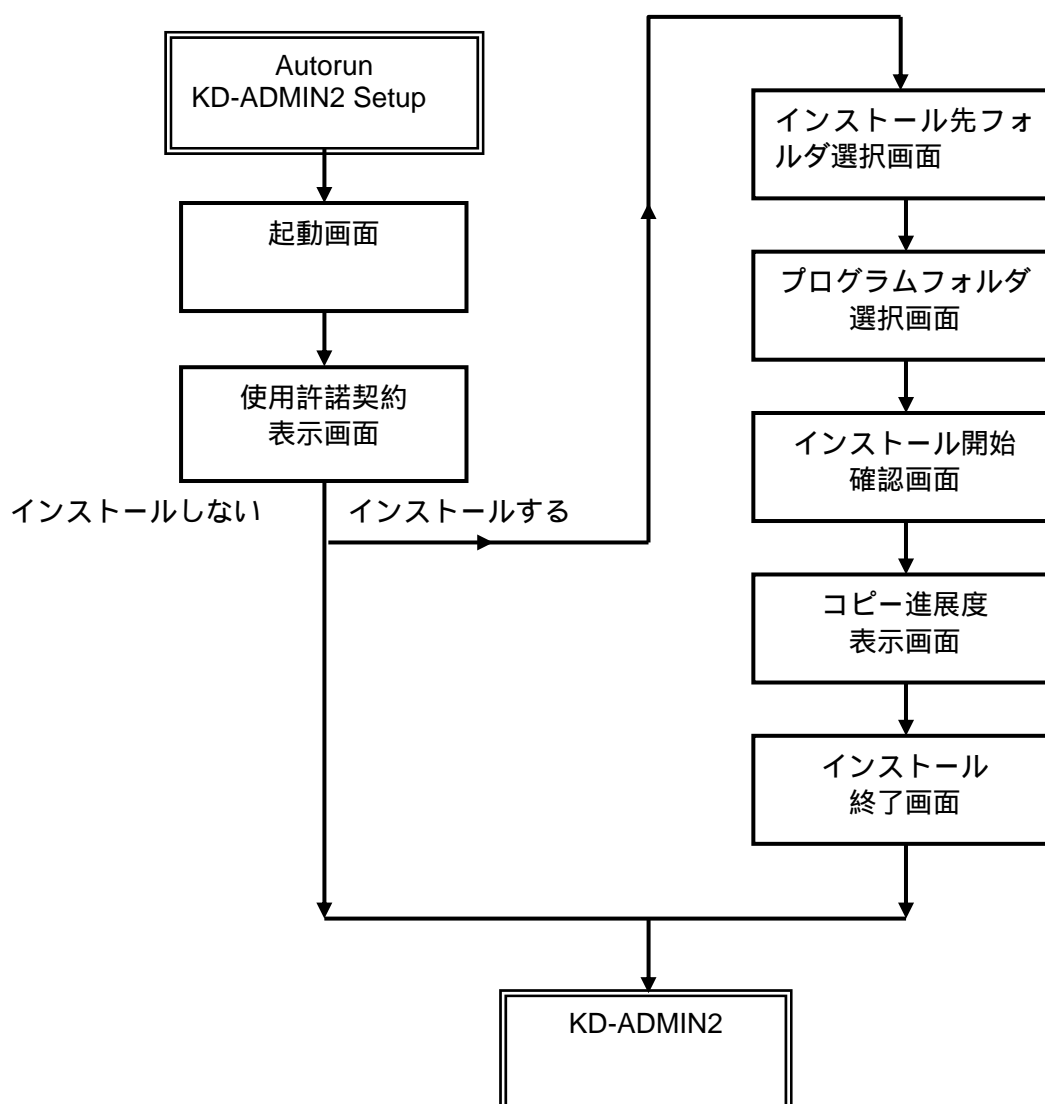 Autorun
KD-ADMIN2 Setup
起動画面
使用許諾契約
表示画面
インストールしない
インストールする
インストール先フォ
ルダ選択画面
プログラムフォルダ
選択画面
インストール開始
確認画面
コピー進展度
表示画面
インストール
終了画面
KD-ADMIN2